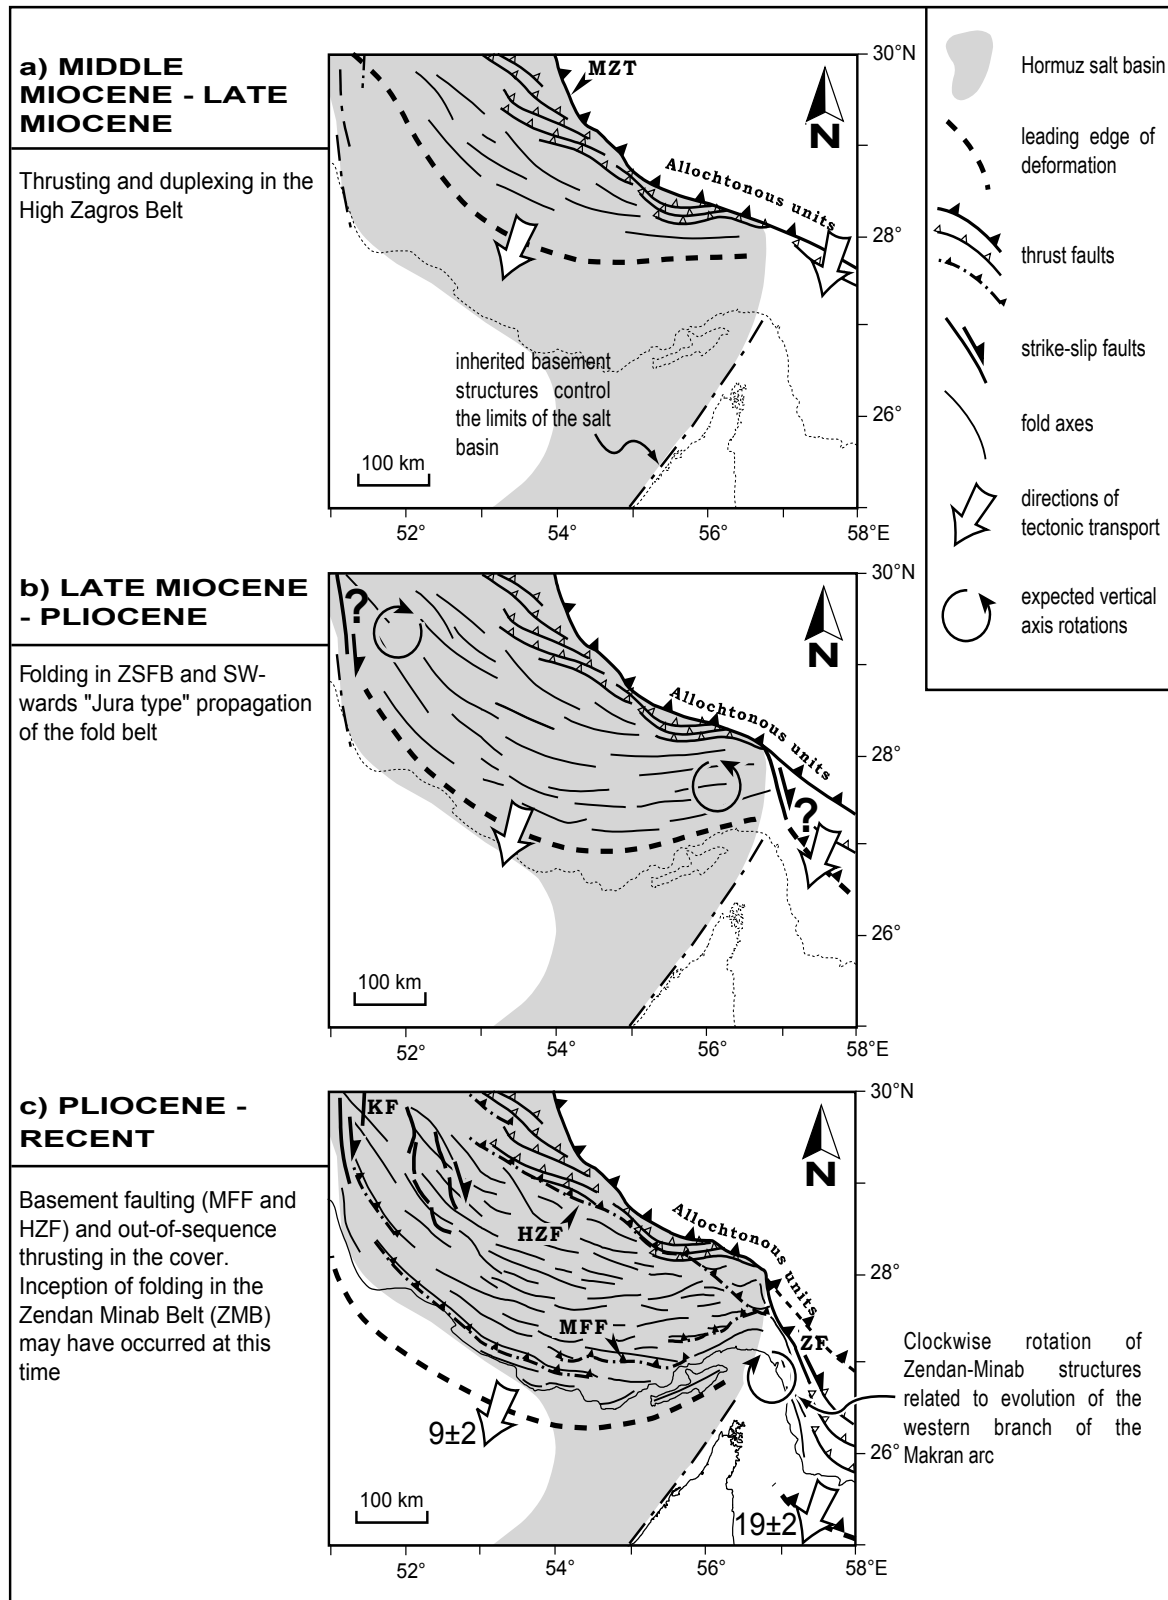 a) MIDDLE
MIOCENE - LATE
MIOCENE
Thrusting and duplexing in the
High Zagros Belt
MZT
Allochtonous units
N
30°N
28°
26°
inherited basement
structures control
the limits of the salt
basin
100 km
52°
54°
56°
58°E
Hormuz salt basin
leading edge of
deformation
thrust faults
strike-slip faults
fold axes
directions of
tectonic transport
expected vertical
axis rotations
b) LATE MIOCENE
- PLIOCENE
Folding in ZSFB and SW-
wards "Jura type" propagation
of the fold belt
?
Allochtonous units
?
N
30°N
28°
26°
100 km
52°
54°
56°
58°E
c) PLIOCENE -
RECENT
Basement faulting (MFF and
HZF) and out-of-sequence
thrusting in the cover.
Inception of folding in the
Zendan Minab Belt (ZMB)
may have occurred at this
time
KF
HZF
MFF
ZF
Allochtonous units
N
30°N
28°
26°
9±2
19±2
100 km
52°
54°
56°
58°E
Clockwise rotation of
Zendan-Minab structures
related to evolution of the
western branch of the
Makran arc